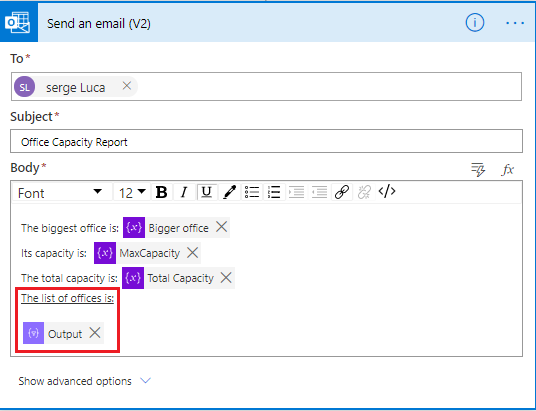 Send an email (V2)
To*
SL serge Luca
Subject*
Office Capacity Report
Body*
fx
Font 12 B I U </>
The biggest office is: {x} Bigger office
Its capacity is: {x} MaxCapacity
The total capacity is: {x} Total Capacity
The list of offices is:
Output
Show advanced options